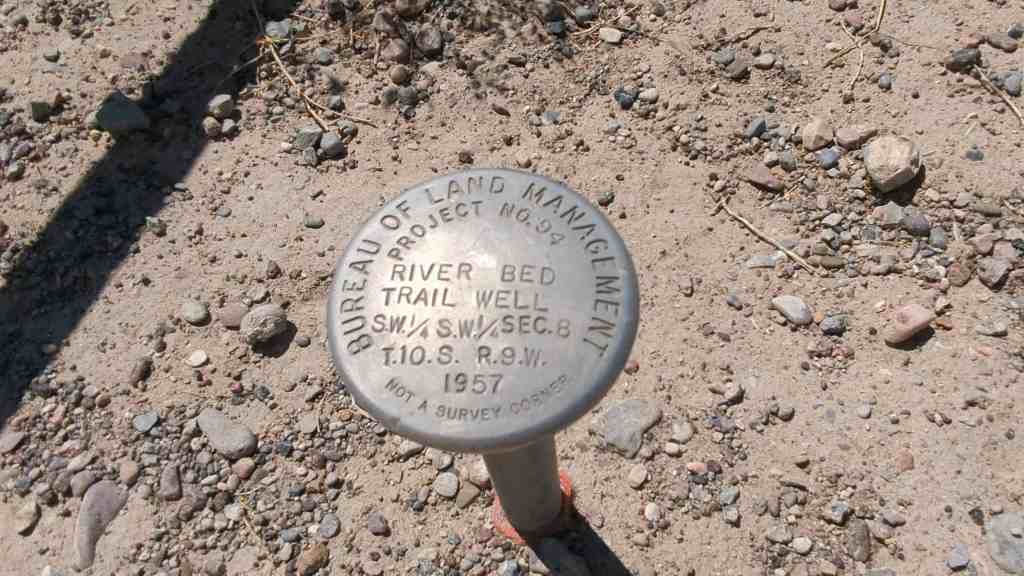 BUREAU OF LAND MANAGEMENT
PROJECT NO. 94
RIVER BED
TRAIL WELL
S.W.1/4 S.W.1/4 SEC. 8
T.10.S. R.9.W.
1957
NOT A SURVEY CORNER